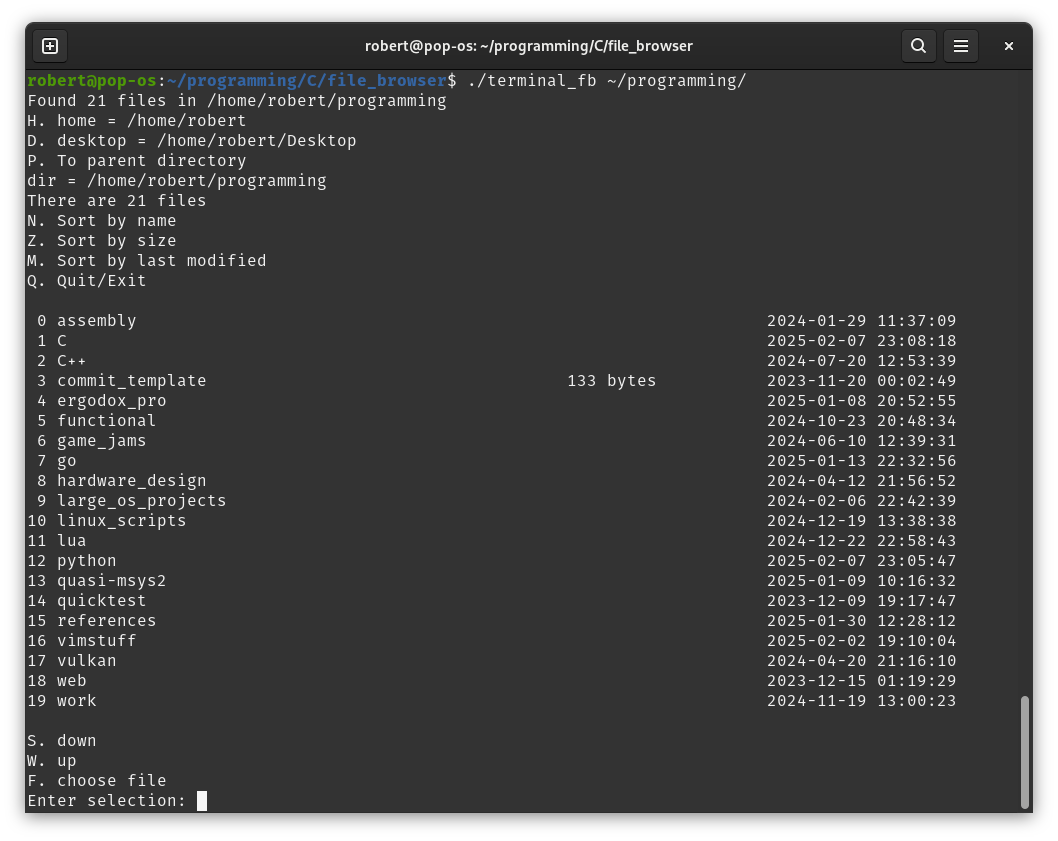 robert@pop-os: ~/programming/C/file_browser
robert@pop-os:~/programming/C/file_browser$ ./terminal_fb ~/programming/
Found 21 files in /home/robert/programming
H. home = /home/robert
D. desktop = /home/robert/Desktop
P. To parent directory
dir = /home/robert/programming
There are 21 files
N. Sort by name
Z. Sort by size
M. Sort by last modified
Q. Quit/Exit
0 assembly 2024-01-29 11:37:09
1 C 2025-02-07 23:08:18
2 C++ 2024-07-20 12:53:39
3 commit_template 133 bytes 2023-11-20 00:02:49
4 ergodox_pro 2025-01-08 20:52:55
5 functional 2024-10-23 20:48:34
6 game_jams 2024-06-10 12:39:31
7 go 2025-01-13 22:32:56
8 hardware_design 2024-04-12 21:56:52
9 large_os_projects 2024-02-06 22:42:39
10 linux_scripts 2024-12-19 13:38:38
11 lua 2024-12-22 22:58:43
12 python 2025-02-07 23:05:47
13 quasi-msys2 2025-01-09 10:16:32
14 quicktest 2023-12-09 19:17:47
15 references 2025-01-30 12:28:12
16 vimstuff 2025-02-02 19:10:04
17 vulkan 2024-04-20 21:16:10
18 web 2023-12-15 01:19:29
19 work 2024-11-19 13:00:23
S. down
W. up
F. choose file
Enter selection: